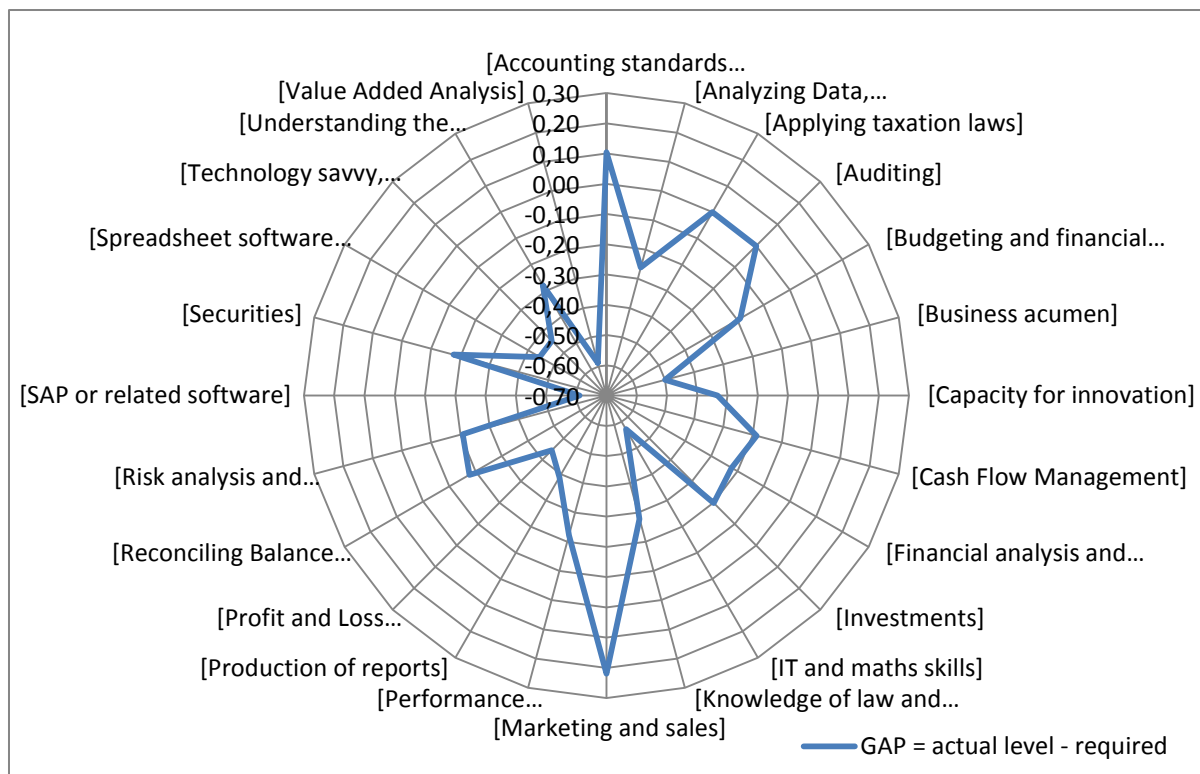 [Accounting standards...
[Analyzing Data,...
[Applying taxation laws]
[Auditing]
[Budgeting and financial...
[Business acumen]
[Capacity for innovation]
[Cash Flow Management]
[Financial analysis and...
[Investments]
[IT and maths skills]
[Knowledge of law and...
[Marketing and sales]
[Performance...
[Production of reports]
[Profit and Loss...
[Reconciling Balance...
[Risk analysis and...
[SAP or related software]
[Securities]
[Spreadsheet software...
[Technology savvy,...
[Understanding the...
[Value Added Analysis]
0,30
0,20
0,10
0,00
-0,10
-0,20
-0,30
-0,40
-0,50
-0,60
-0,70
GAP = actual level - required